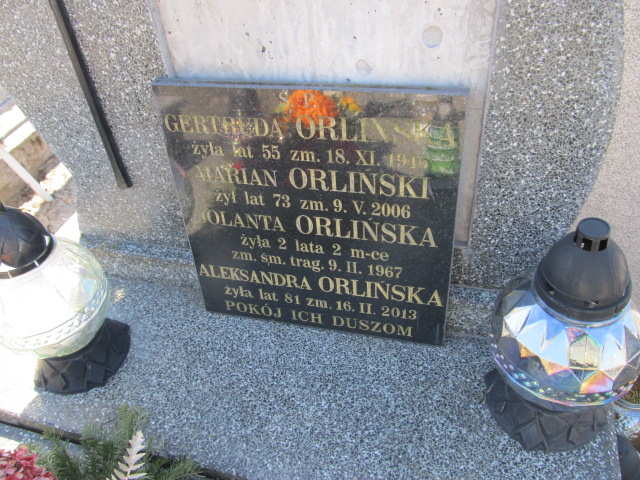 Ś. P.
GERTRUDA ORLIŃSKA
żyła lat 55 zm. 18. XI.
MARIAN ORLIŃSKI
żył lat 73 zm. 9. V. 2006
JOLANTA ORLIŃSKA
żyła 2 lata 2 m-ce
zm. śm. trag. 9. II. 1967
ALEKSANDRA ORLIŃSKA
żyła lat 81 zm. 16. II. 2013
POKÓJ ICH DUSZOM